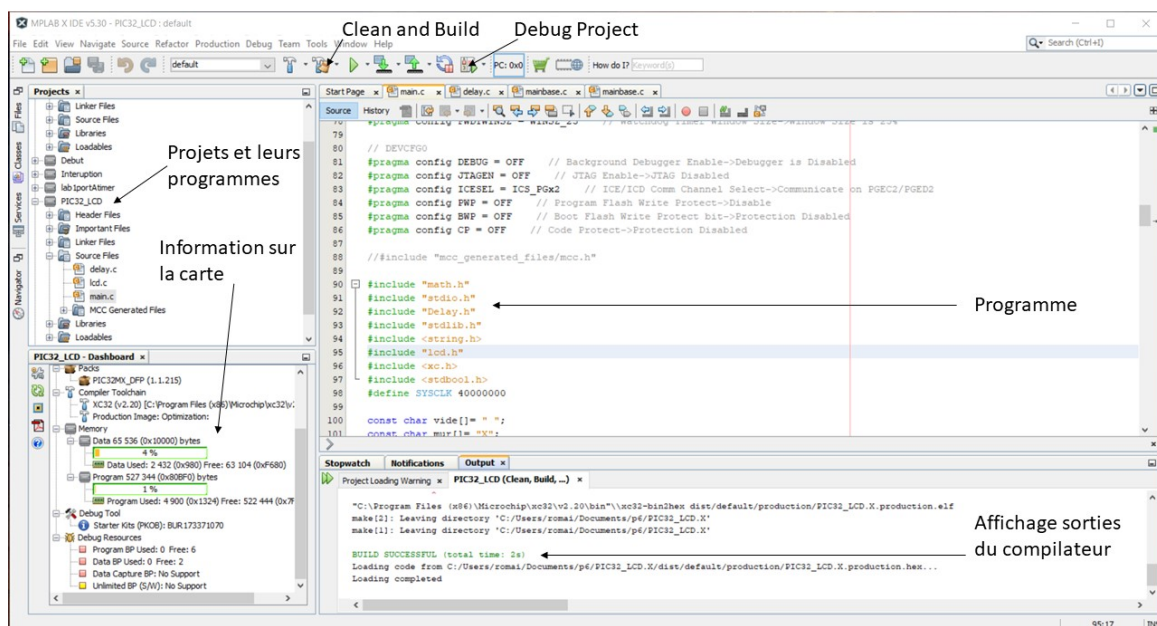 Clean and Build
Debug Project
MPLAB X IDE v5.30 - PIC32_LCD : default
File Edit View Navigate Source Refactor Production Debug Team Tools Window Help
Search (Ctrl+I)
default
PC: 0x0
How do I?
Keyword(s)
Projects
Start Page
main.c
delay.c
mainbase.c
mainbase.c
Files
Classes
Services
Navigator
Linker Files
Source Files
Libraries
Loadables
Debut
Interuption
lab1portAtimer
PIC32_LCD
Header Files
Important Files
Linker Files
Source Files
delay.c
lcd.c
main.c
MCC Generated Files
Libraries
Loadables
Projets et leurs
programmes
Information sur
la carte
Source History
79
80 // DEVCFG0
81 #pragma config DEBUG = OFF // Background Debugger Enable->Debugger is Disabled
82 #pragma config JTAGEN = OFF // JTAG Enable->JTAG Disabled
83 #pragma config ICESEL = ICS_PGx2 // ICE/ICD Comm Channel Select->Communicate on PGEC2/PGED2
84 #pragma config PWP = OFF // Program Flash Write Protect->Disable
85 #pragma config BWP = OFF // Boot Flash Write Protect bit->Protection Disabled
86 #pragma config CP = OFF // Code Protect->Protection Disabled
87
88 //#include "mcc_generated_files/mcc.h"
89
90 #include "math.h"
91 #include "stdio.h"
92 #include "Delay.h"
93 #include "stdlib.h"
94 #include <string.h>
95 #include "lcd.h"
96 #include <xc.h>
97 #include <stdbool.h>
98 #define SYSCLK 40000000
99
100 const char vide[]= " ";
101 const char mur[]= "X";
Programme
PIC32_LCD - Dashboard
Packs
PIC32MX_DFP (1.1.215)
Compiler Toolchain
XC32 (v2.20) [C:\Program Files (x86)\Microchip\xc32\v2
Production Image: Optimization:
Memory
Data 65 536 (0x10000) bytes
4 %
Data Used: 2 432 (0x980) Free: 63 104 (0xF680)
Program 527 344 (0x80BF0) bytes
1 %
Program Used: 4 900 (0x1324) Free: 522 444 (0x7F
Debug Tool
Starter Kits (PKOB): BUR173371070
Debug Resources
Program BP Used: 0 Free: 6
Data BP Used: 0 Free: 2
Data Capture BP: No Support
Unlimited BP (S/W): No Support
Stopwatch Notifications Output
Project Loading Warning PIC32_LCD (Clean, Build, ...)
"C:\Program Files (x86)\Microchip\xc32\v2.20\bin"\\xc32-bin2hex dist/default/production/PIC32_LCD.X.production.elf
make[2]: Leaving directory 'C:/Users/romai/Documents/p6/PIC32_LCD.X'
make[1]: Leaving directory 'C:/Users/romai/Documents/p6/PIC32_LCD.X'
BUILD SUCCESSFUL (total time: 2s)
Loading code from C:/Users/romai/Documents/p6/PIC32_LCD.X/dist/default/production/PIC32_LCD.X.production.hex...
Loading completed
Affichage sorties
du compilateur
95:17